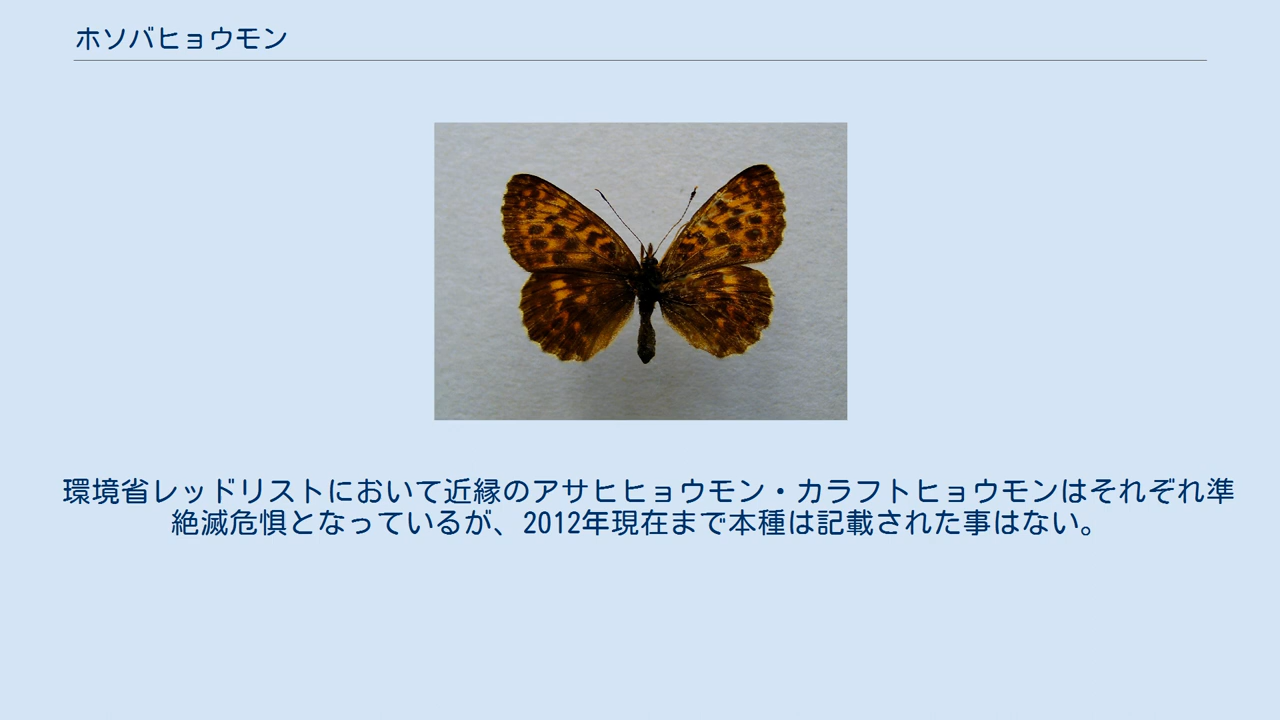 ホソバヒョウモン
環境省レッドリストにおいて近縁のアサヒヒョウモン・カラフトヒョウモンはそれぞれ準
絶滅危惧となっているが、2012年現在まで本種は記載された事はない。